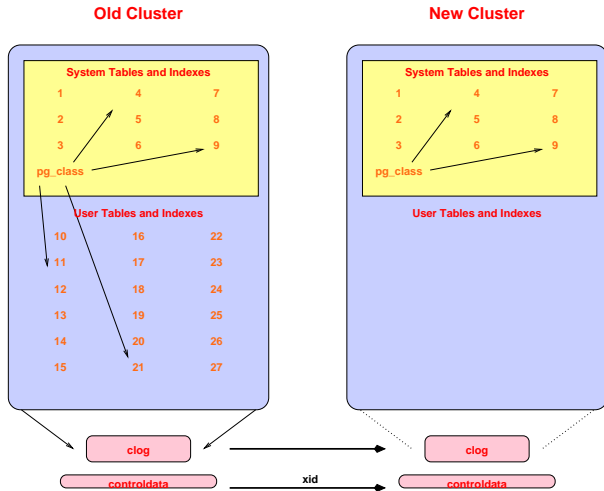 Old Cluster
System Tables and Indexes
1 4 7
2 5 8
3 6 9
pg_class
User Tables and Indexes
10 16 22
11 17 23
12 18 24
13 19 25
14 20 26
15 21 27
clog
controldata
xid
New Cluster
System Tables and Indexes
1 4 7
2 5 8
3 6 9
pg_class
User Tables and Indexes
clog
controldata